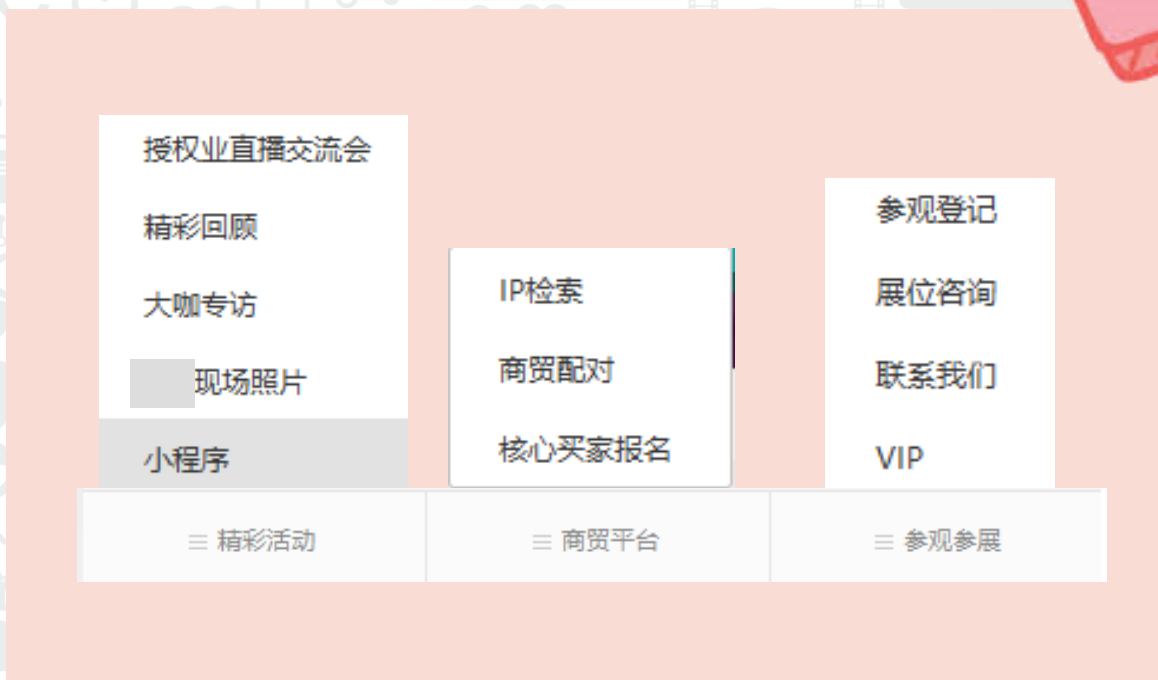 授权业直播交流会
精彩回顾
大咖专访
现场照片
小程序
IP检索
商贸配对
核心买家报名
参观登记
展位咨询
联系我们
VIP
精彩活动
商贸平台
参观参展